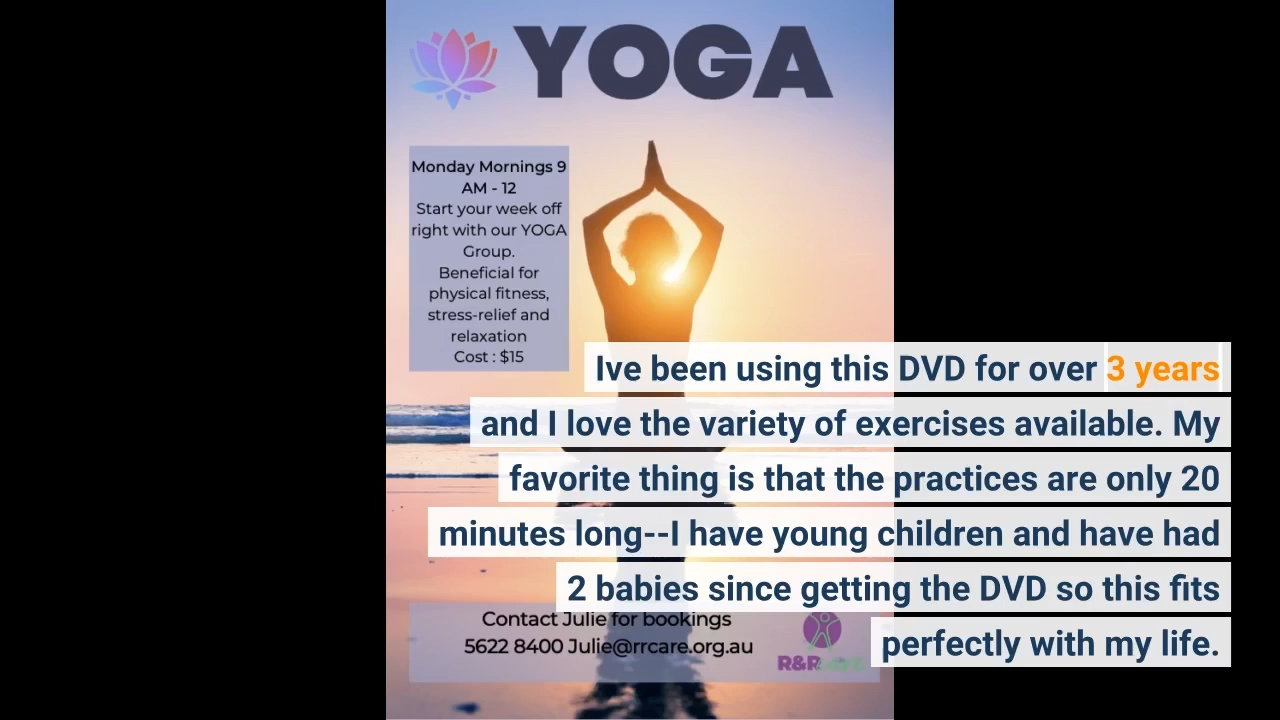 YOGA
Monday Mornings 9
AM - 12
Start your week off
right with our YOGA
Group.
Beneficial for
physical fitness,
stress-relief and
relaxation
Cost : $15
Ive been using this DVD for over 3 years
and I love the variety of exercises available. My
favorite thing is that the practices are only 20
minutes long--I have young children and have had
2 babies since getting the DVD so this fits
perfectly with my life.
Contact Julie for bookings
5622 8400 Julie@rrcare.org.au
R&R